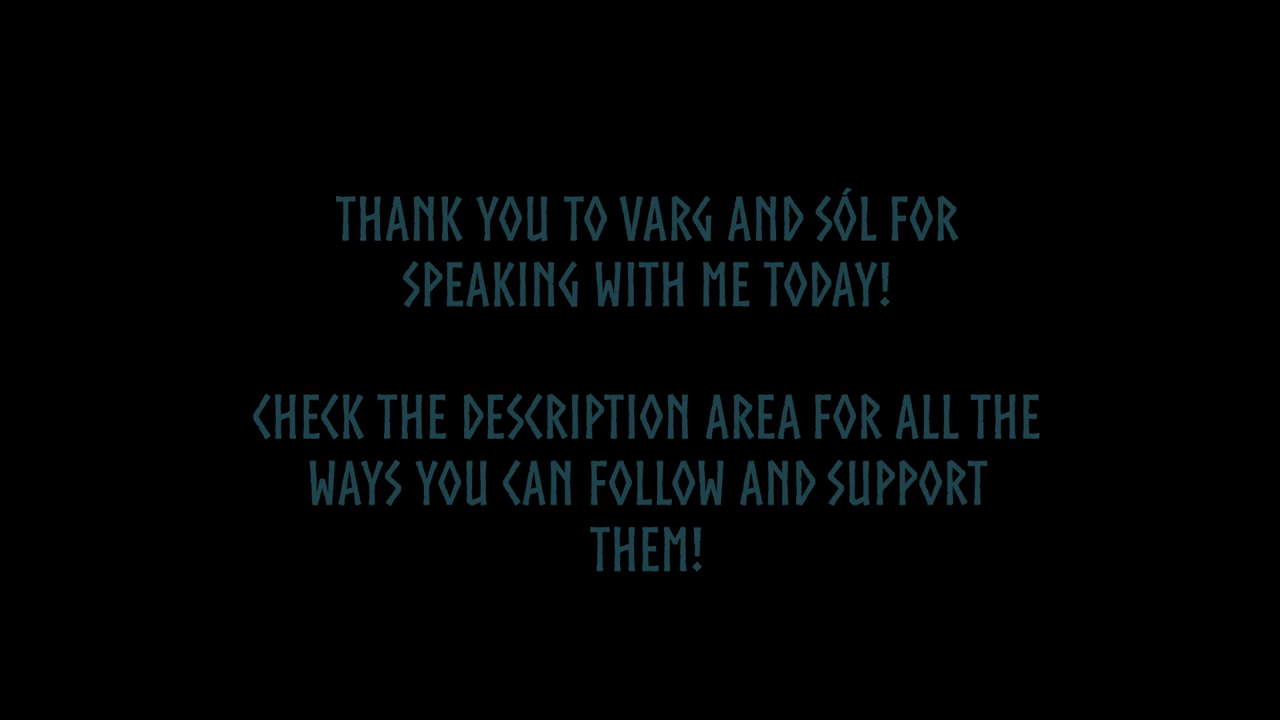 THANK YOU TO VARG AND SÓL FOR
SPEAKING WITH ME TODAY!
CHECK THE DESCRIPTION AREA FOR ALL THE
WAYS YOU CAN FOLLOW AND SUPPORT
THEM!